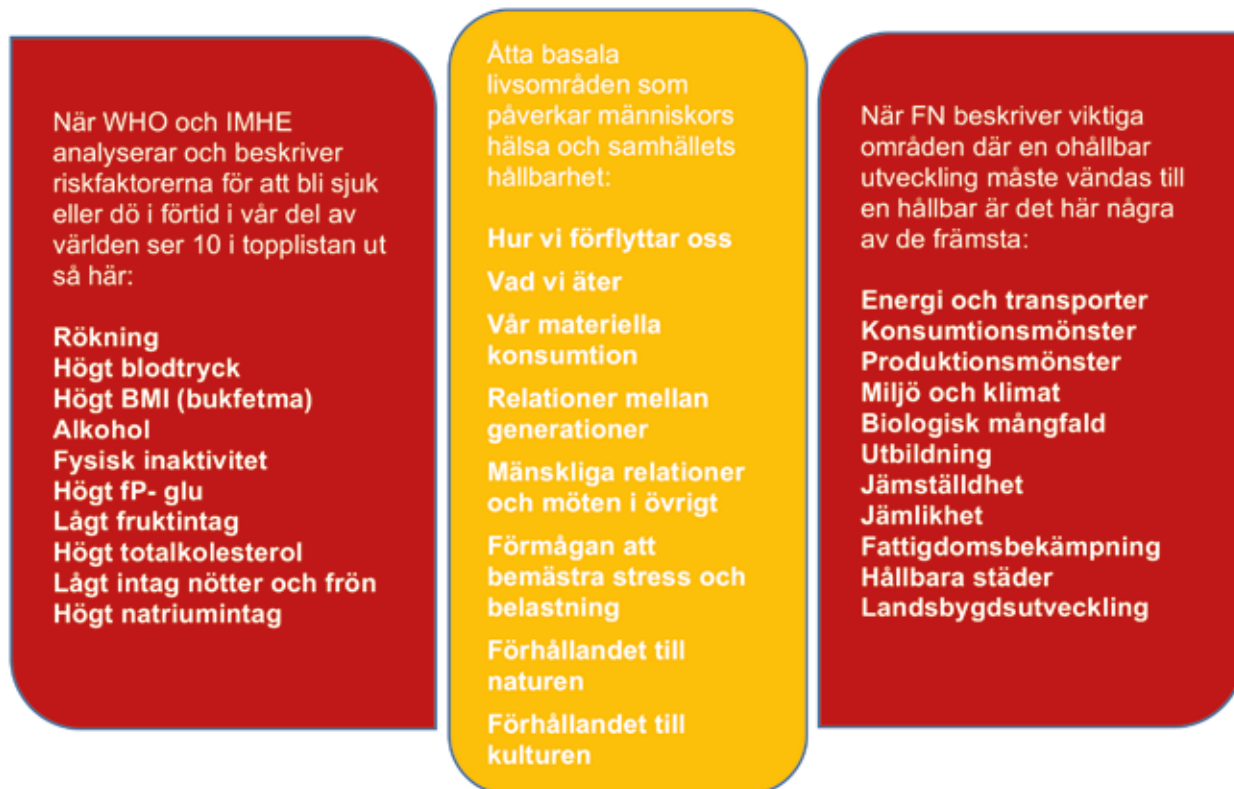 När WHO och IMHE
analyserar och beskriver
riskfaktorerna för att bli sjuk
eller dö i förtid i vår del av
världen ser 10 i topplistan ut
så här:
Rökning
Högt blodtryck
Högt BMI (bukfetma)
Alkohol
Fysisk inaktivitet
Högt fP- glu
Lågt fruktintag
Högt totalkolesterol
Lågt intag nötter och frön
Högt natriumintag
Åtta basala
livsområden som
påverkar människors
hälsa och samhällets
hållbarhet:
Hur vi förflyttar oss
Vad vi äter
Vår materiella
konsumtion
Relationer mellan
generationer
Mänskliga relationer
och möten i övrigt
Förmågan att
bemästra stress och
belastning
Förhållandet till
naturen
Förhållandet till
kulturen
När FN beskriver viktiga
områden där en ohållbar
utveckling måste vändas till
en hållbar är det här några
av de främsta:
Energi och transporter
Konsumtionsmönster
Produktionsmönster
Miljö och klimat
Biologisk mångfald
Utbildning
Jämställdhet
Jämlikhet
Fattigdomsbekämpning
Hållbara städer
Landsbygdsutveckling